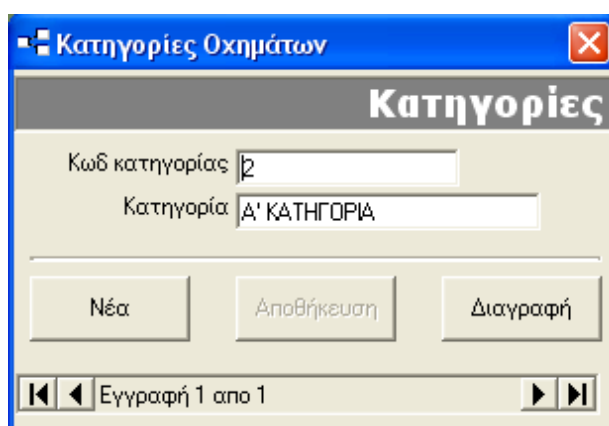 Κατηγορίες Οχημάτων
Κατηγορίες
Κωδ κατηγορίας 2
Κατηγορία Α' ΚΑΤΗΓΟΡΙΑ
Νέα Αποθήκευση Διαγραφή
Εγγραφή 1 απο 1